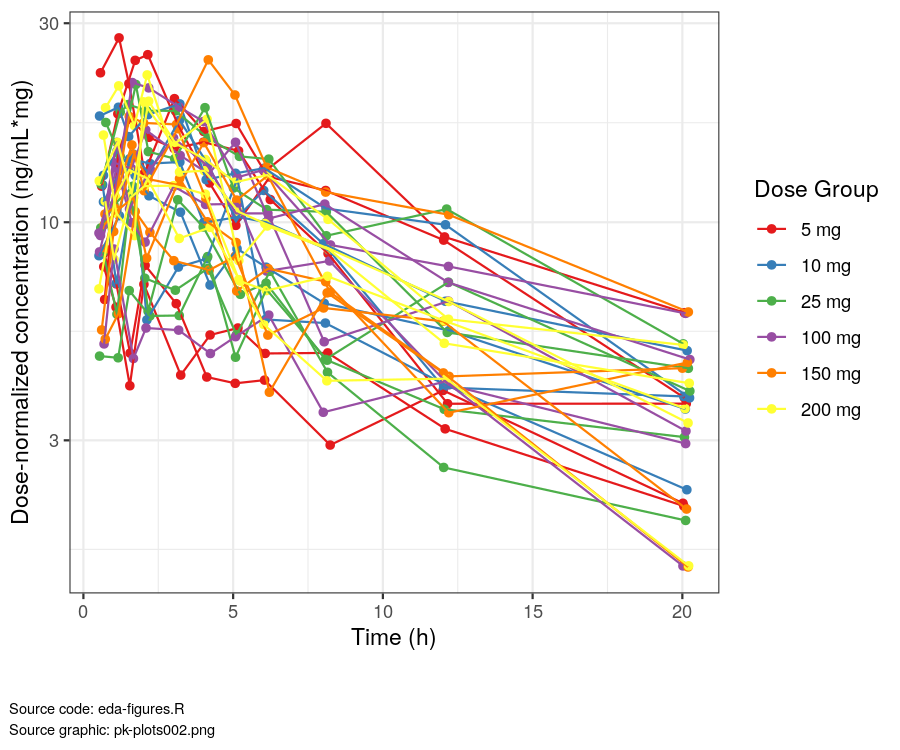 30
10
3
Dose-normalized concentration (ng/mL*mg)
0
5
10
15
20
Time (h)
Dose Group
5 mg
10 mg
25 mg
100 mg
150 mg
200 mg
Source code: eda-figures.R
Source graphic: pk-plots002.png